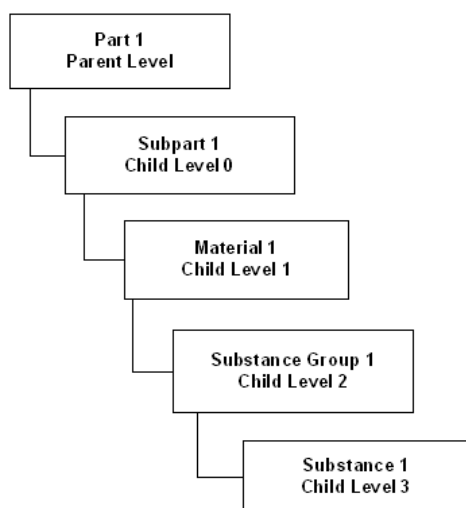 Part 1
Parent Level
Subpart 1
Child Level 0
Material 1
Child Level 1
Substance Group 1
Child Level 2
Substance 1
Child Level 3